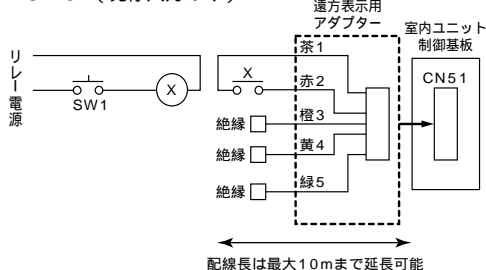 遠方表示用
アダプター
室内ユニット
制御基板
リレー電源
SW1
X
X
茶1
赤2
橙3
黄4
緑5
絶縁
絶縁
絶縁
CN51
配線長は最大10mまで延長可能